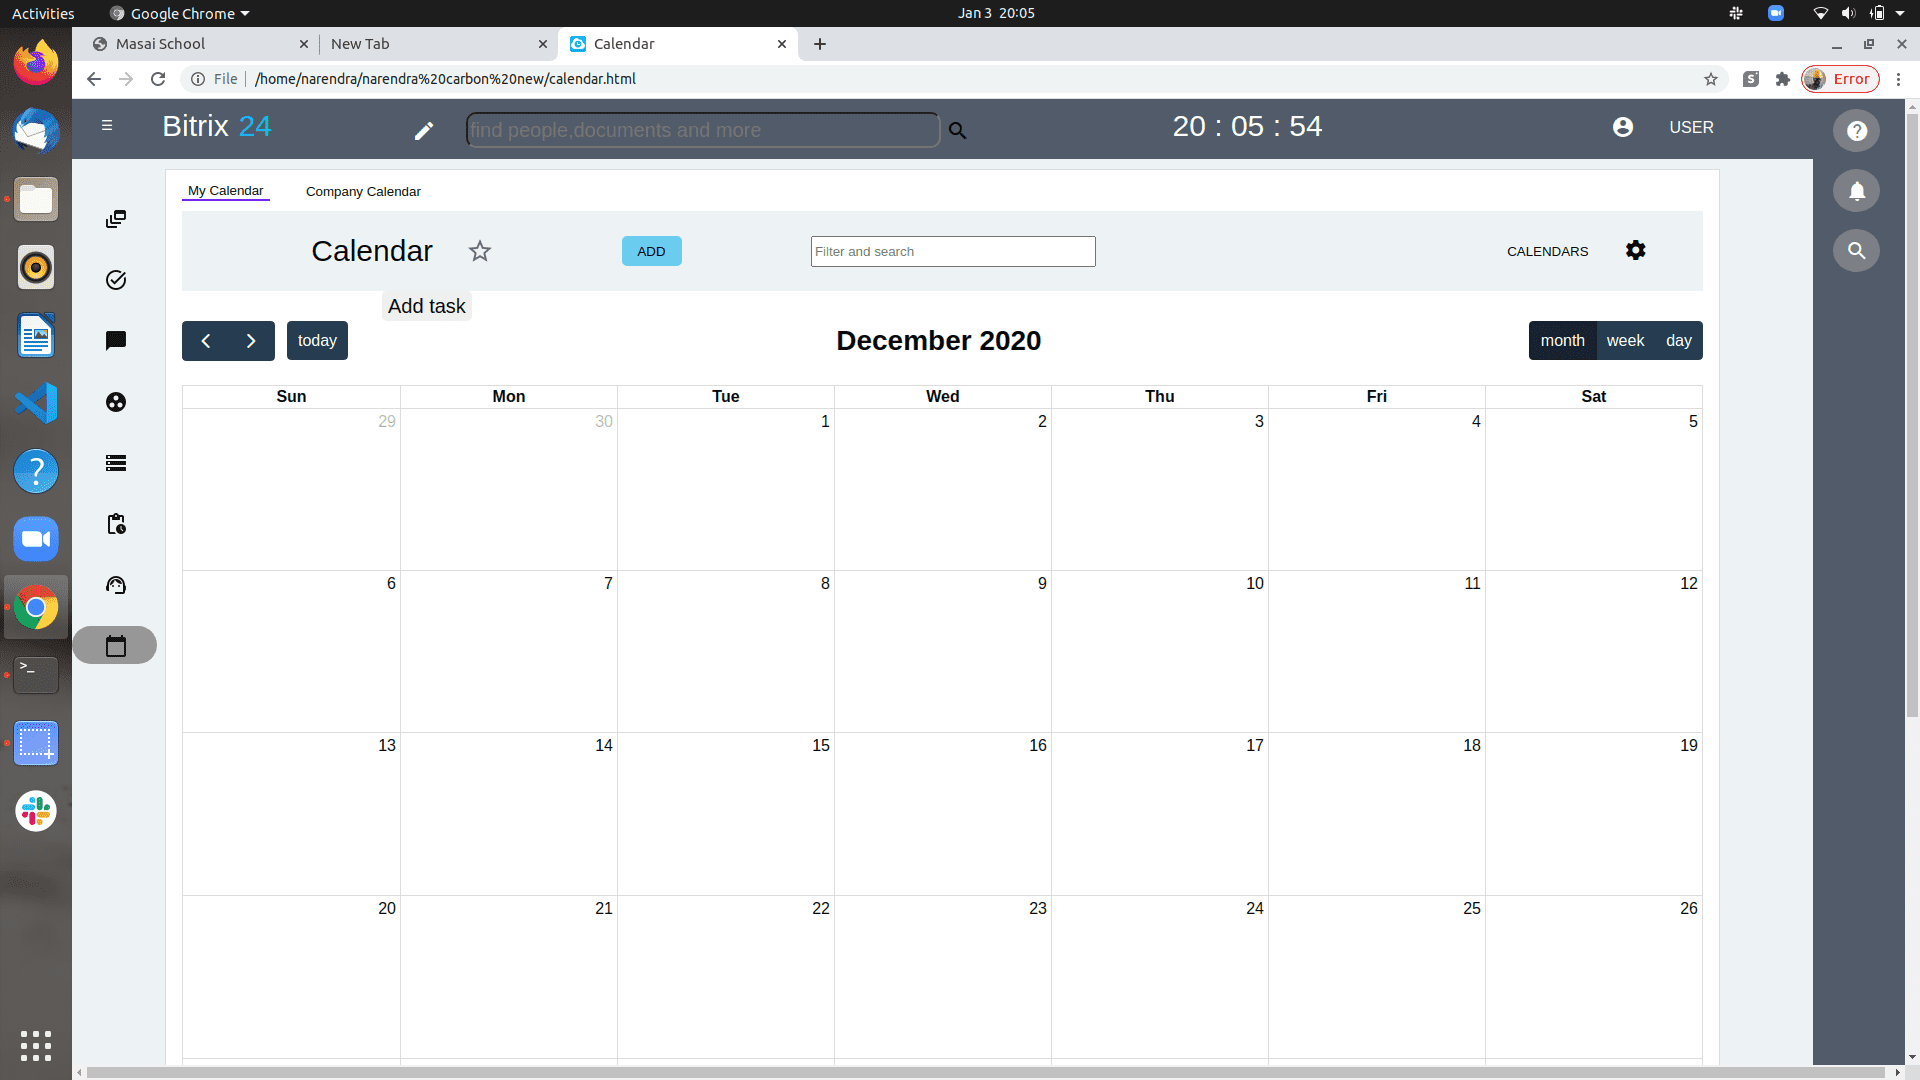 Activities
Google Chrome
Jan 3 20:05
Masai School
New Tab
Calendar
File
/home/narendra/narendra%20carbon%20new/calendar.html
Error
Bitrix 24
find people,documents and more
20 : 05 : 54
USER
My Calendar
Company Calendar
Calendar
ADD
Filter and search
CALENDARS
Add task
today
December 2020
month week day
Sun Mon Tue Wed Thu Fri Sat
29 30 1 2 3 4 5
6 7 8 9 10 11 12
13 14 15 16 17 18 19
20 21 22 23 24 25 26